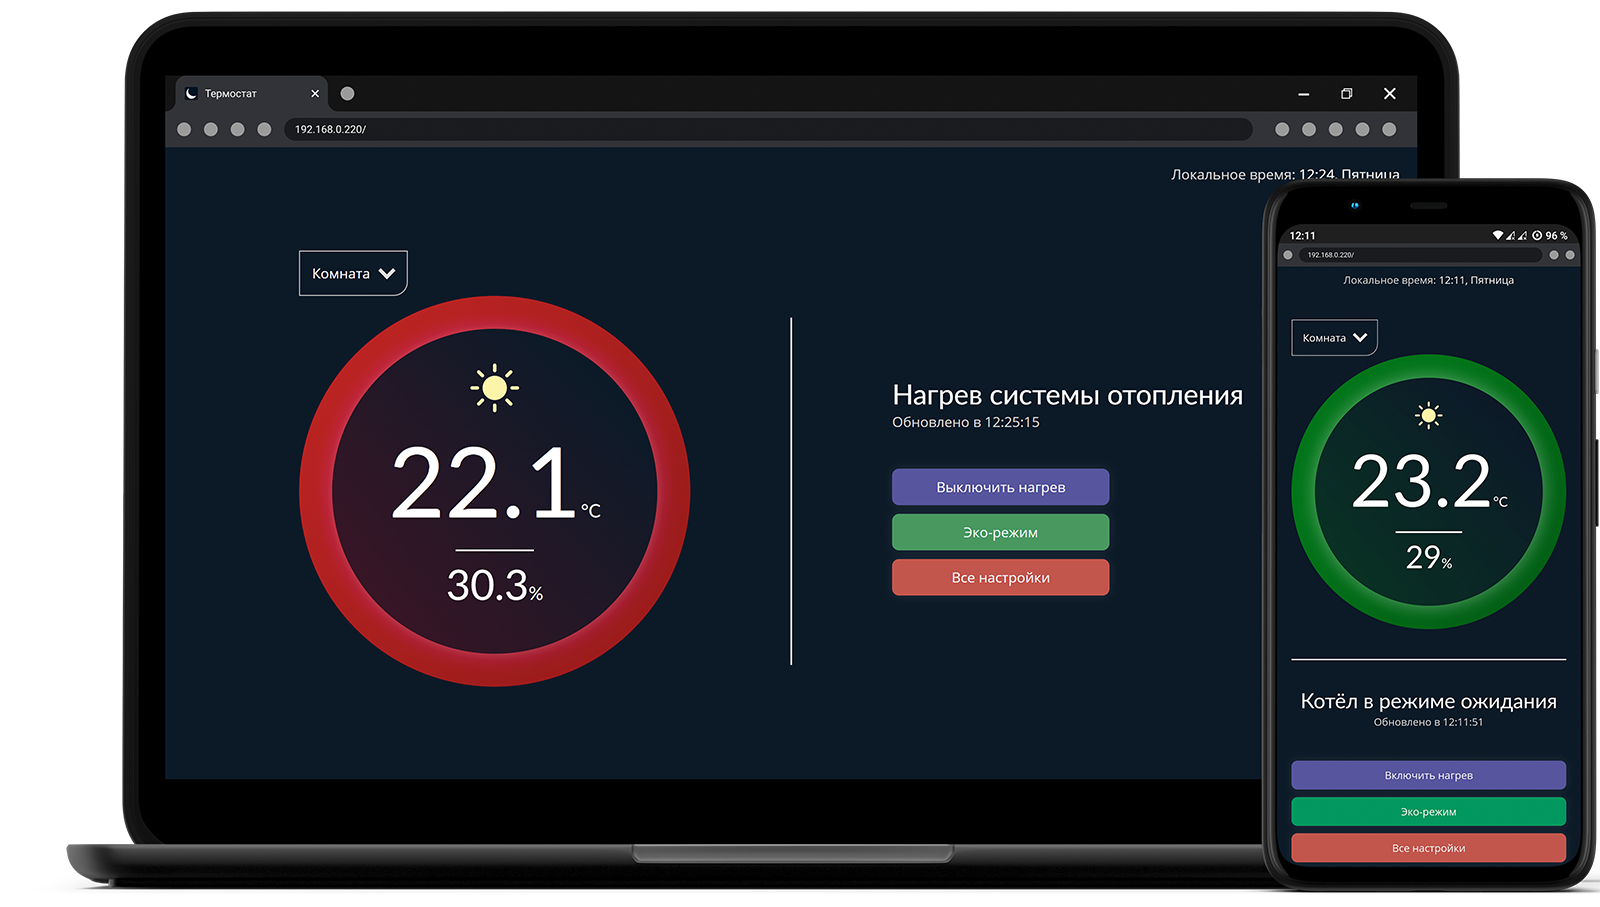 Термостат
192.168.0.220/
Локальное время: 12:24, Пятница
Комната
22.1°C
30.3%
Нагрев системы отопления
Обновлено в 12:25:15
Выключить нагрев
Эко-режим
Все настройки
12:11
96 %
192.168.0.220/
Локальное время: 12:11, Пятница
Комната
23.2°C
29%
Котёл в режиме ожидания
Обновлено в 12:11:51
Включить нагрев
Эко-режим
Все настройки